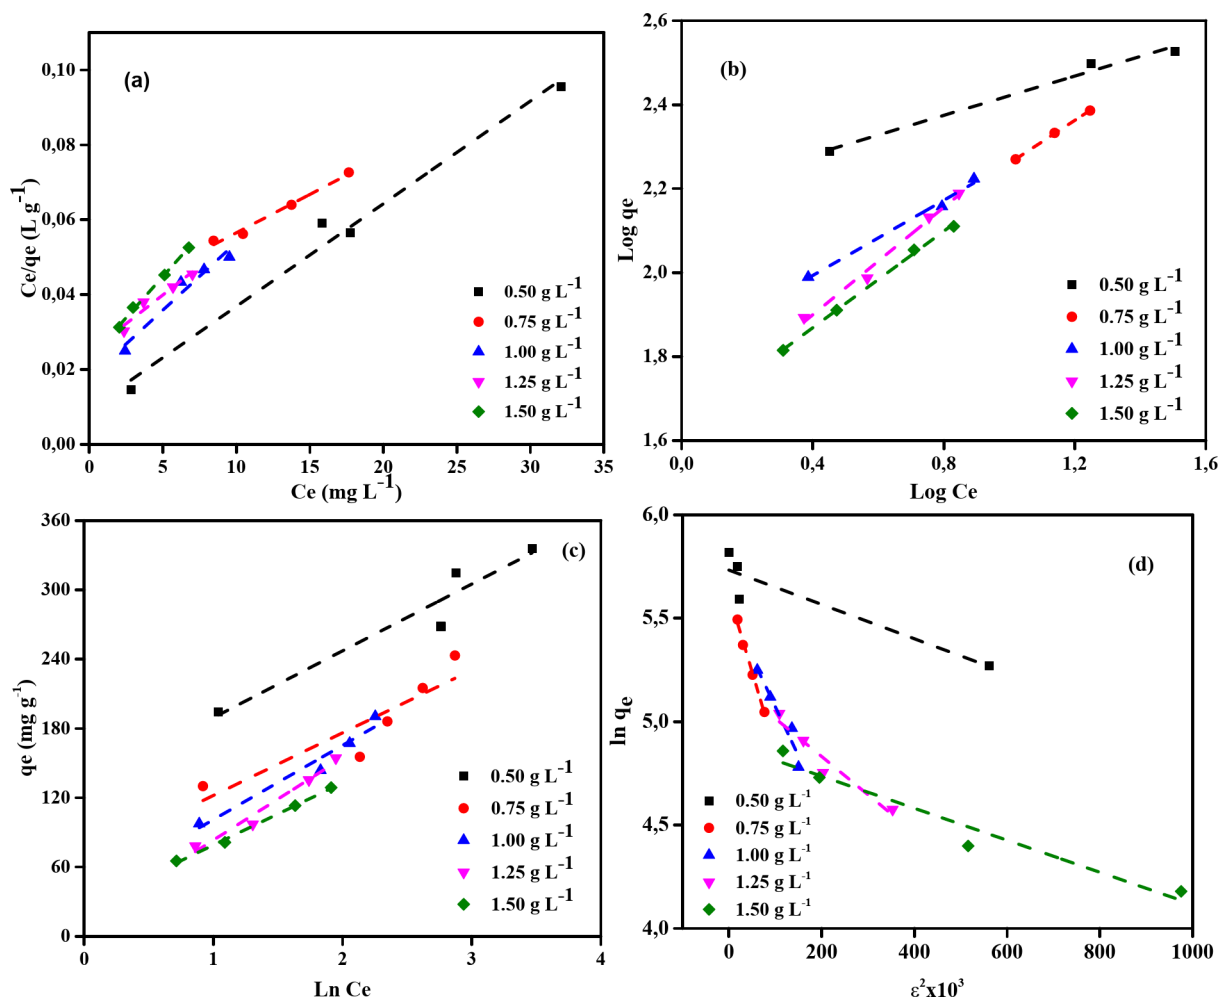 (a)
0,10
0,08
0,06
0,04
0,02
0,00
Ce/qe (L g-1)
0.50 g L-1
0.75 g L-1
1.00 g L-1
1.25 g L-1
1.50 g L-1
0 5 10 15 20 25 30 35
Ce (mg L-1)
(b)
2,6
2,4
2,2
2,0
1,8
1,6
Log qe
0.50 g L-1
0.75 g L-1
1.00 g L-1
1.25 g L-1
1.50 g L-1
0,0 0,4 0,8 1,2 1,6
Log Ce
(c)
360
300
240
180
120
60
0
qe (mg g-1)
0.50 g L-1
0.75 g L-1
1.00 g L-1
1.25 g L-1
1.50 g L-1
0 1 2 3 4
Ln Ce
(d)
6,0
5,5
5,0
4,5
4,0
ln qe
0.50 g L-1
0.75 g L-1
1.00 g L-1
1.25 g L-1
1.50 g L-1
0 200 400 600 800 1000
ε2x103